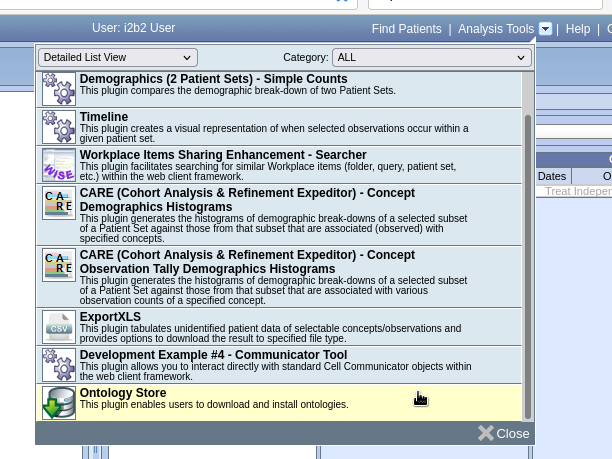 User: i2b2 User
Find Patients | Analysis Tools | Help |
Detailed List View
Category: ALL
Demographics (2 Patient Sets) - Simple Counts
This plugin compares the demographic break-down of two Patient Sets.
Timeline
This plugin creates a visual representation of when selected observations occur within a
given patient set.
WISE
Workplace Items Sharing Enhancement - Searcher
This plugin facilitates searching for similar Workplace items (folder, query, patient set,
etc.) within the web client framework.
CARE
CARE (Cohort Analysis & Refinement Expeditor) - Concept
Demographics Histograms
This plugin generates the histograms of demographic break-downs of a selected subset
of a Patient Set against those from that subset that are associated (observed) with
specified concepts.
CARE
CARE (Cohort Analysis & Refinement Expeditor) - Concept
Observation Tally Demographics Histograms
This plugin generates the histograms of demographic break-downs of a selected subset
of a Patient Set against those from that subset that are associated with various
observation counts of a specified concept.
CSV
ExportXLS
This plugin tabulates unidentified patient data of selectable concepts/observations and
provides options to download the result to specified file type.
Development Example #4 - Communicator Tool
This plugin allows you to interact directly with standard Cell Communicator objects within
the web client framework.
Ontology Store
This plugin enables users to download and install ontologies.
Close
Dates
Treat Indepen